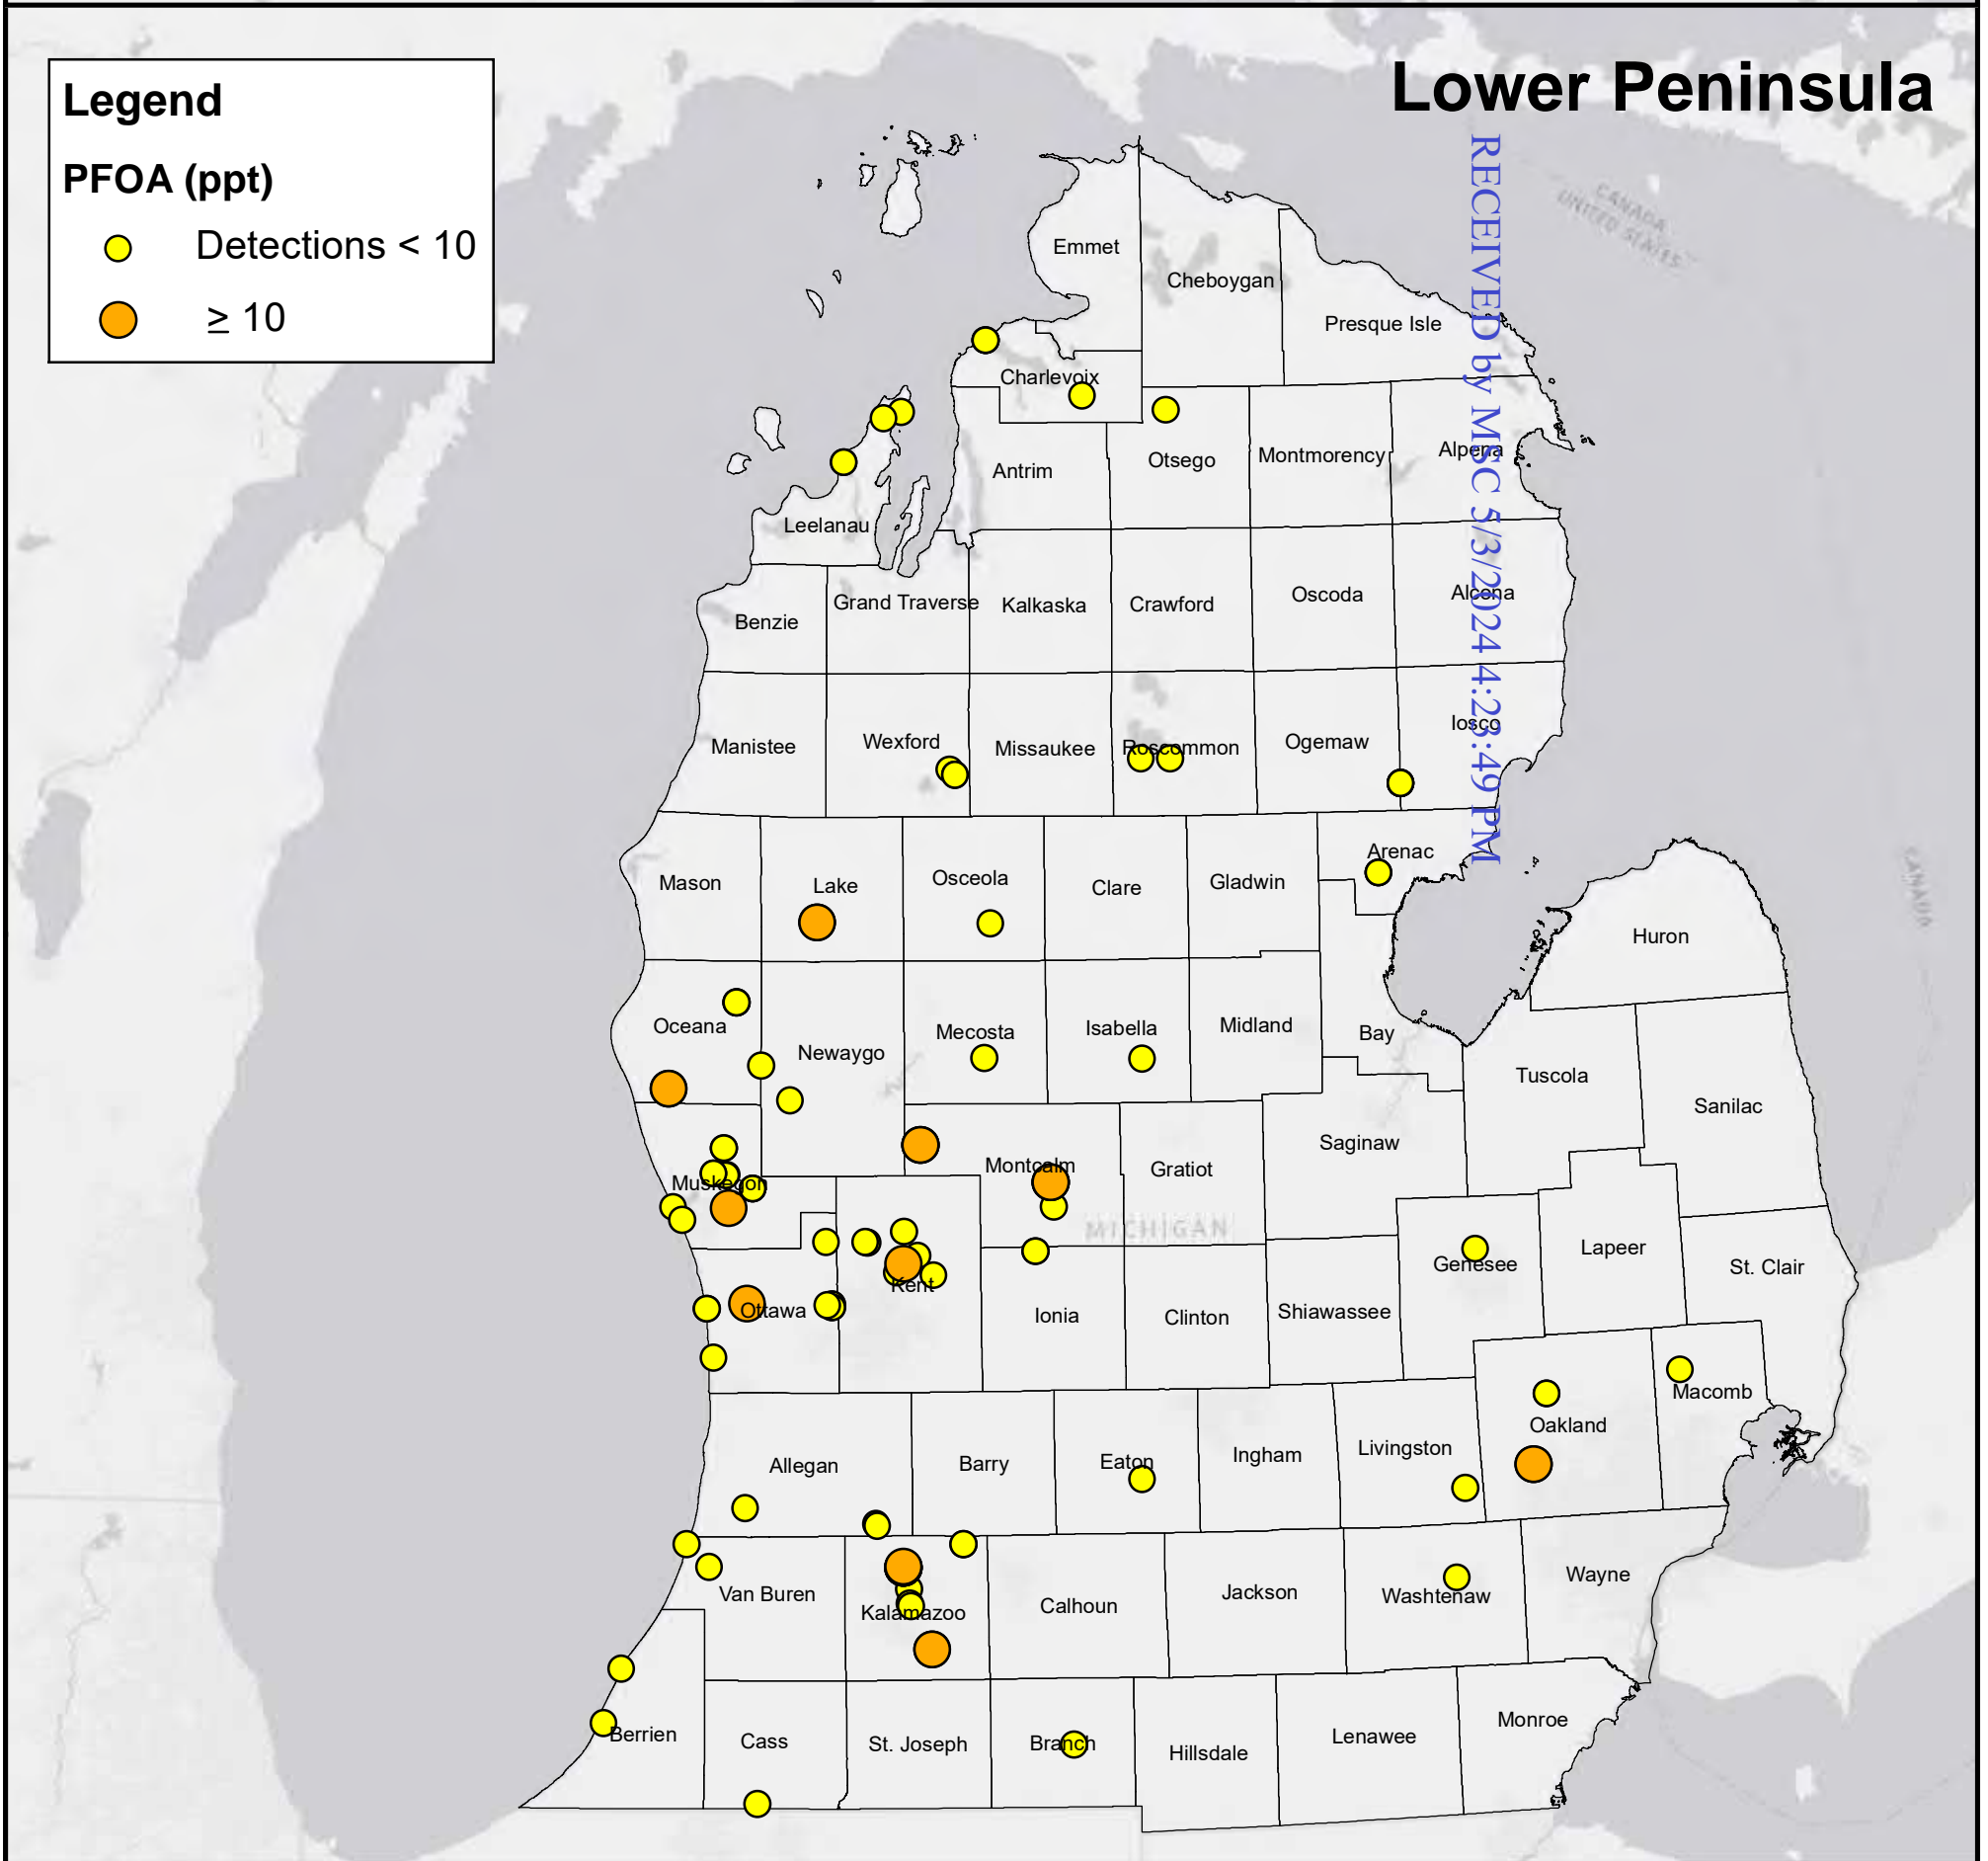 Lower Peninsula
Legend
PFOA (ppt)
Detections < 10
≥ 10
RECEIVED by MSC 5/3/2024 4:23:49 PM
CANADA
UNITED STATES
Emmet
Cheboygan
Presque Isle
Charlevoix
Antrim
Otsego
Montmorency
Alpena
Leelanau
Benzie
Grand Traverse
Kalkaska
Crawford
Oscoda
Alcona
Manistee
Wexford
Missaukee
Roscommon
Ogemaw
Iosco
Mason
Lake
Osceola
Clare
Gladwin
Arenac
CANADA
Huron
Oceana
Newaygo
Mecosta
Isabella
Midland
Bay
Tuscola
Sanilac
Muskegon
Montcalm
Gratiot
Saginaw
MICHIGAN
Kent
Ottawa
Ionia
Clinton
Shiawassee
Genesee
Lapeer
St. Clair
Allegan
Barry
Eaton
Ingham
Livingston
Oakland
Macomb
Van Buren
Kalamazoo
Calhoun
Jackson
Washtenaw
Wayne
Berrien
Cass
St. Joseph
Branch
Hillsdale
Lenawee
Monroe